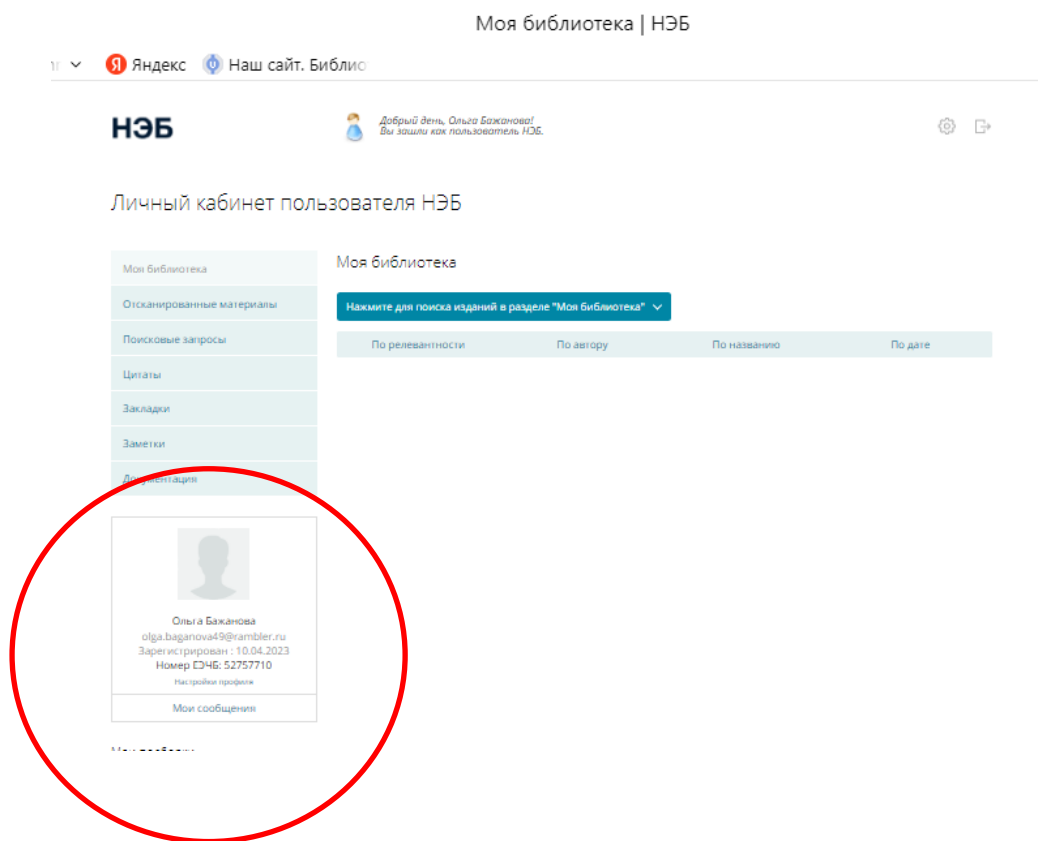 Моя библиотека | НЭБ
Яндекс Наш сайт. Библио
НЭБ
Добрый день, Ольга Бажанова!
Вы зашли как пользователь НЭБ.
Личный кабинет пользователя НЭБ
Моя библиотека
Отсканированные материалы
Поисковые запросы
Цитаты
Закладки
Заметки
Документация
Моя библиотека
Нажмите для поиска изданий в разделе "Моя библиотека"
По релевантности По автору По названию По дате
Ольга Бажанова
olga.baganova49@rambler.ru
Зарегистрирован : 10.04.2023
Номер ЕЭЧБ: 52757710
Настройки профиля
Мои сообщения